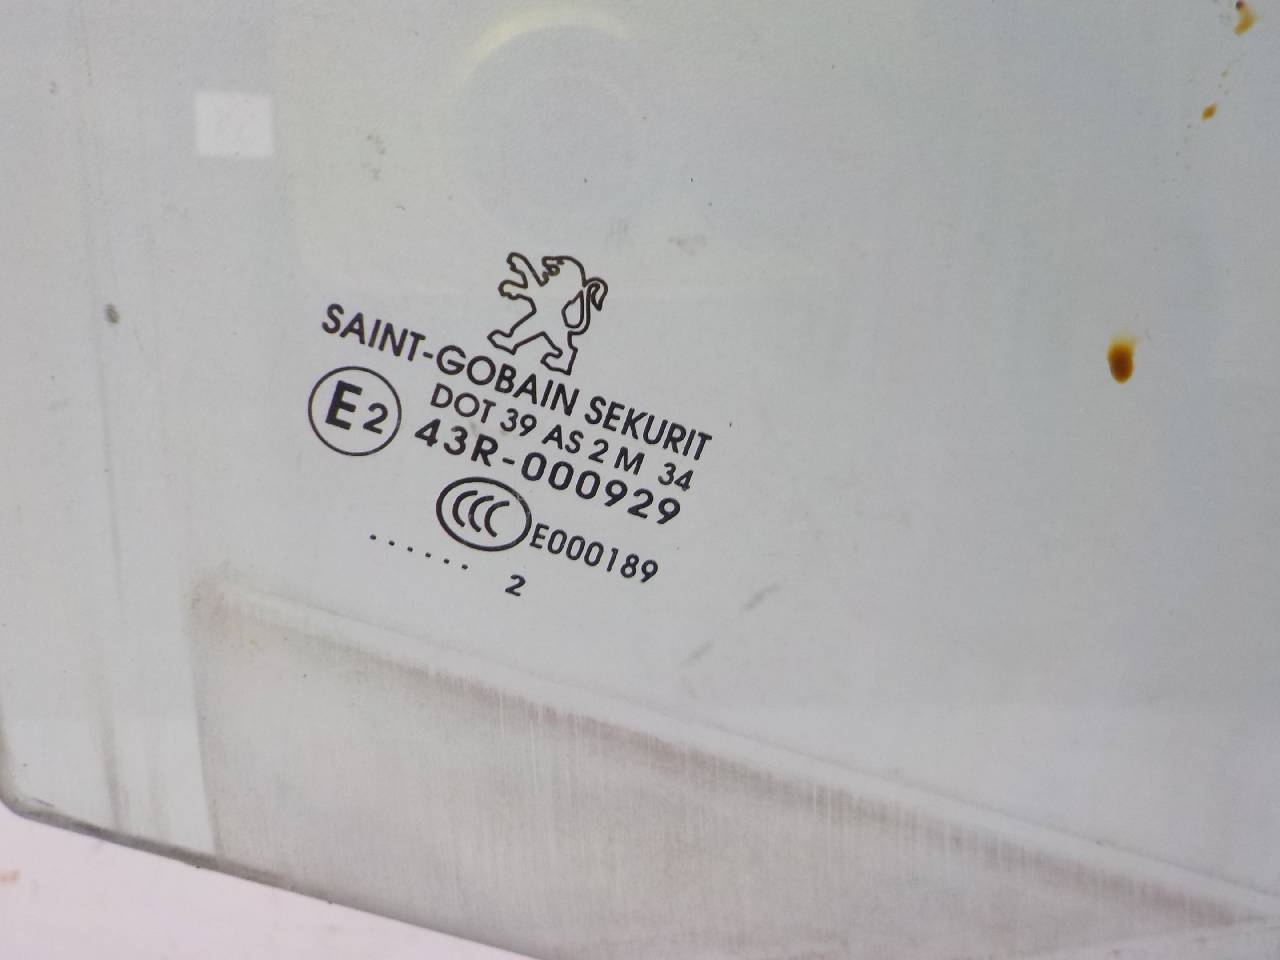 SAINT-GOBAIN SEKURIT
DOT 39 AS 2 M 34
E2 43R-000929
CCC E000189
...... 2